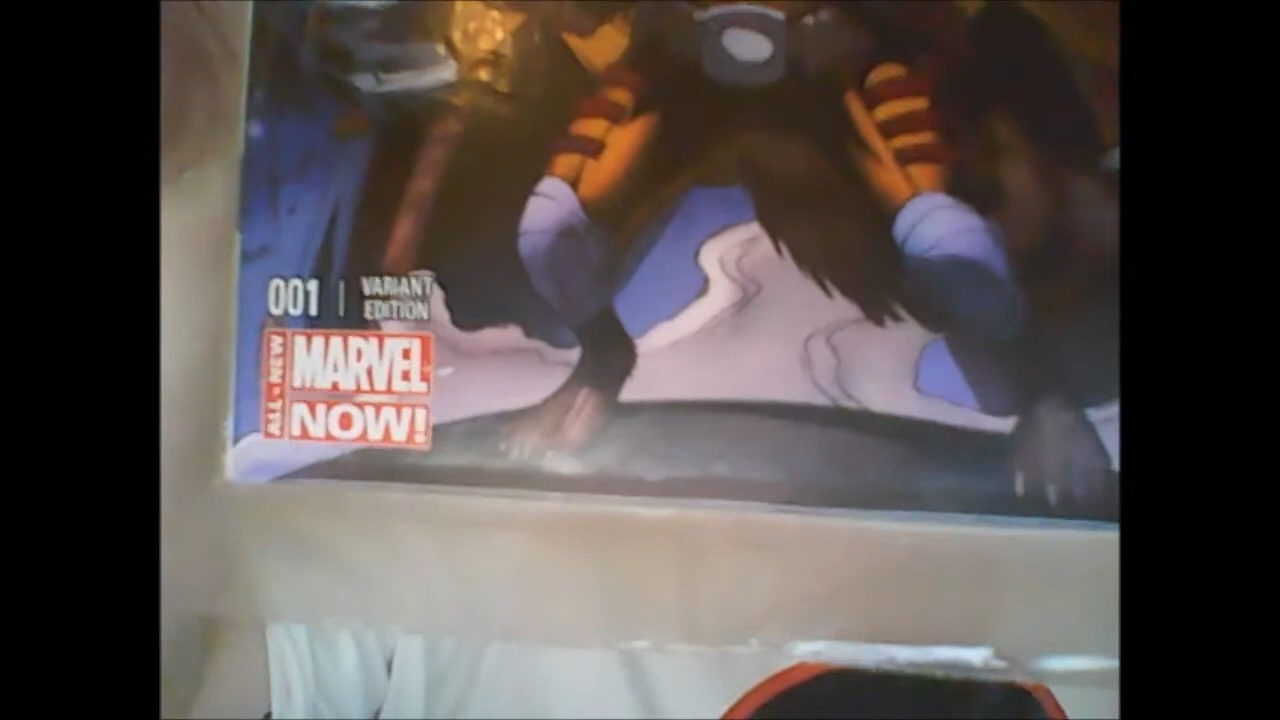 001 | VARIANT
EDITION
ALL-NEW
MARVEL
NOW!